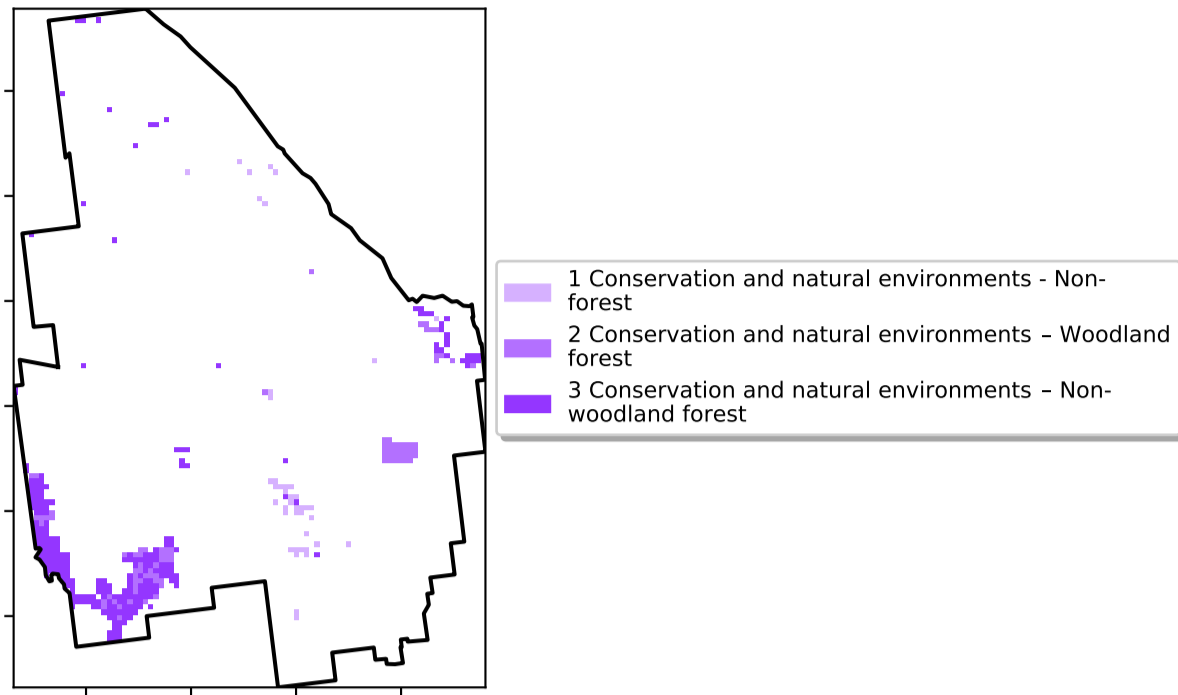 1 Conservation and natural environments - Non-
forest
2 Conservation and natural environments – Woodland
forest
3 Conservation and natural environments – Non-
woodland forest